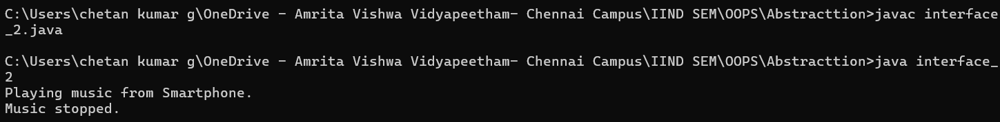 C:\Users\chetan kumar g\OneDrive - Amrita Vishwa Vidyapeetham- Chennai Campus\IIND SEM\OOPS\Abstracttion>javac interface
_2.java
C:\Users\chetan kumar g\OneDrive - Amrita Vishwa Vidyapeetham- Chennai Campus\IIND SEM\OOPS\Abstracttion>java interface_
2
Playing music from Smartphone.
Music stopped.